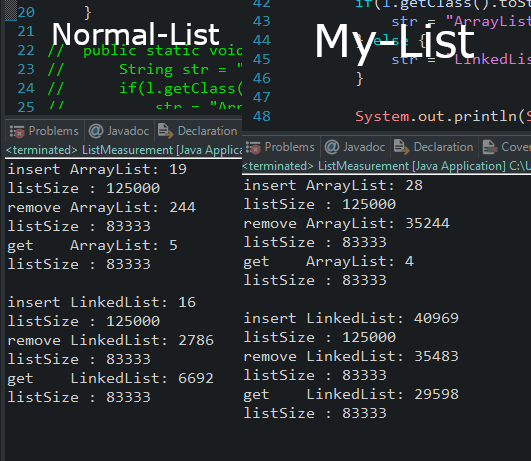 20 }
21 Normal-List
22 // public static void
23 // String str = "
24 // if(l.getClass(
25 // str = "Arr
Problems @ Javadoc Declaration
<terminated> ListMeasurement [Java Applica
insert ArrayList: 19
listSize : 125000
remove ArrayList: 244
listSize : 83333
get ArrayList: 5
listSize : 83333
insert LinkedList: 16
listSize : 125000
remove LinkedList: 2786
listSize : 83333
get LinkedList: 6692
listSize : 83333
42 if(l.getClass().toSt
43 str = "ArrayList
My-List
44 } else {
45 str = "LinkedLis
46 }
47
48 System.out.println(S
Problems @ Javadoc Declaration Cover
<terminated> ListMeasurement [Java Application] C:\U
insert ArrayList: 28
listSize : 125000
remove ArrayList: 35244
listSize : 83333
get ArrayList: 4
listSize : 83333
insert LinkedList: 40969
listSize : 125000
remove LinkedList: 35483
listSize : 83333
get LinkedList: 29598
listSize : 83333